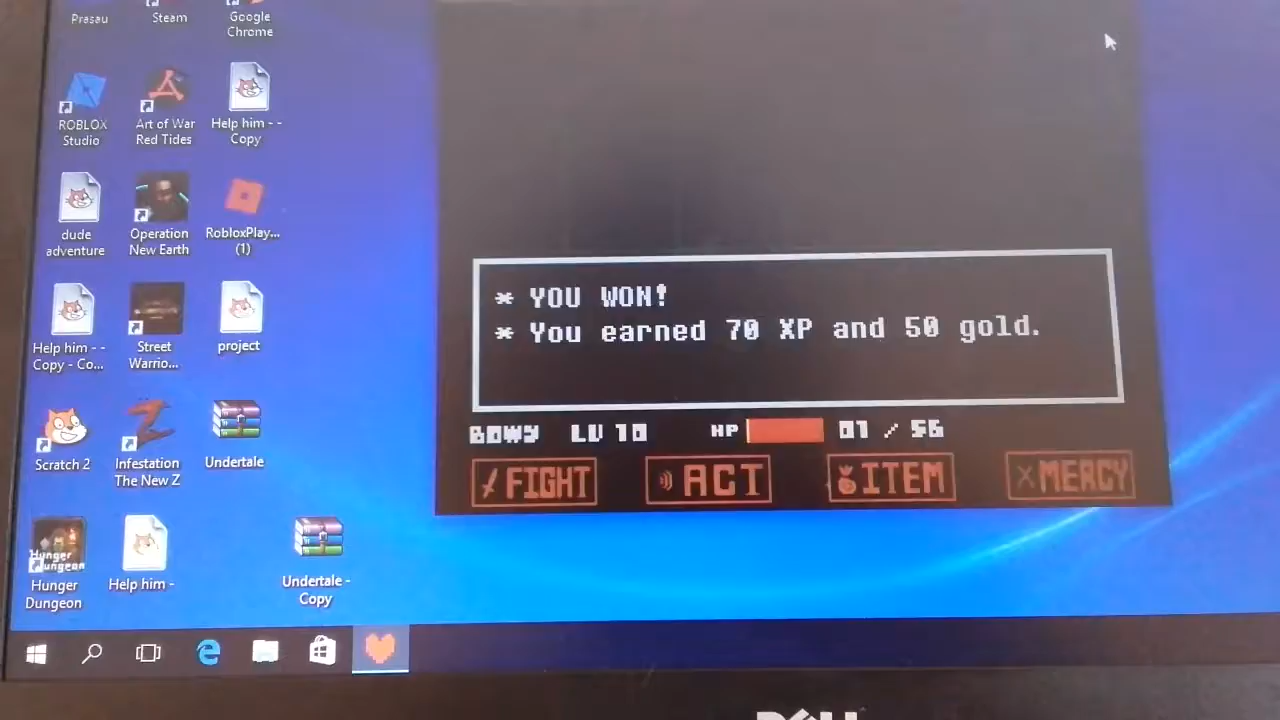 Prasau
Steam
Google
Chrome
ROBLOX
Studio
Art of War
Red Tides
Help him - -
Copy
dude
adventure
Operation
New Earth
RobloxPlay...
(1)
Help him - -
Copy - Co...
Street
Warrio...
project
Scratch 2
Infestation
The New Z
Undertale
Hunger
Dungeon
Hunger
Dungeon
Help him -
Undertale -
Copy
* YOU WON!
* You earned 70 XP and 50 gold.
BOWY LV 10 HP 01 / 56
FIGHT ACT ITEM MERCY
DELL